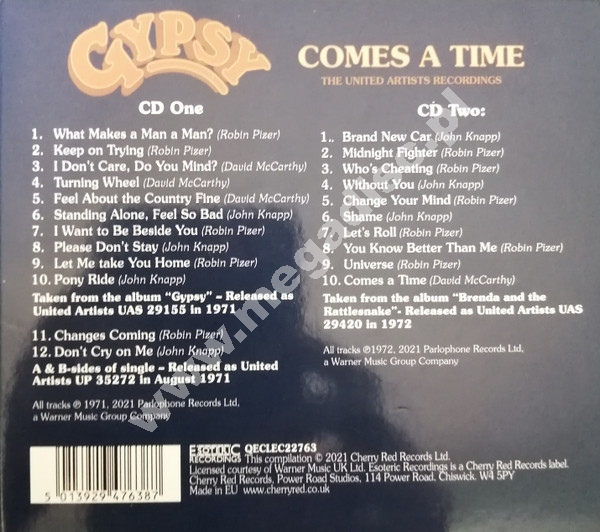 GYPSY
COMES A TIME
THE UNITED ARTISTS RECORDINGS
CD One
1. What Makes a Man a Man? (Robin Pizer)
2. Keep on Trying (Robin Pizer)
3. I Don't Care, Do You Mind? (David McCarthy)
4. Turning Wheel (David McCarthy)
5. Feel About the Country Fine (David McCarthy)
6. Standing Alone, Feel So Bad (John Knapp)
7. I Want to Be Beside You (Robin Pizer)
8. Please Don't Stay (John Knapp)
9. Let Me take You Home (Robin Pizer)
10. Pony Ride (John Knapp)
Taken from the album "Gypsy" – Released as
United Artists UAS 29155 in 1971
11. Changes Coming (Robin Pizer)
12. Don't Cry on Me (John Knapp)
A & B-sides of single – Released as United
Artists UP 35272 in August 1971
All tracks ℗ 1971, 2021 Parlophone Records Ltd,
a Warner Music Group Company
CD Two:
1.. Brand New Car (John Knapp)
2. Midnight Fighter (Robin Pizer)
3. Who's Cheating (Robin Pizer)
4. Without You (John Knapp)
5. Change Your Mind (Robin Pizer)
6. Shame (John Knapp)
7. Let's Roll (Robin Pizer)
8. You Know Better Than Me (Robin Pizer)
9. Universe (Robin Pizer)
10. Comes a Time (David McCarthy)
Taken from the album "Brenda and the
Rattlesnake"- Released as United Artists UAS
29420 in 1972
All tracks ℗1972, 2021 Parlophone Records Ltd,
a Warner Music Group Company
5 013929 476387
ESOTERIC RECORDINGS
QECLEC22763
This compilation © 2021 Cherry Red Records Ltd.
Licensed courtesy of Warner Music UK Ltd. Esoteric Recordings is a Cherry Red Records label.
Cherry Red Records, Power Road Studios, 114 Power Road, Chiswick. W4 5PY
Made in EU www.cherryred.co.uk
www.megadisc.pl